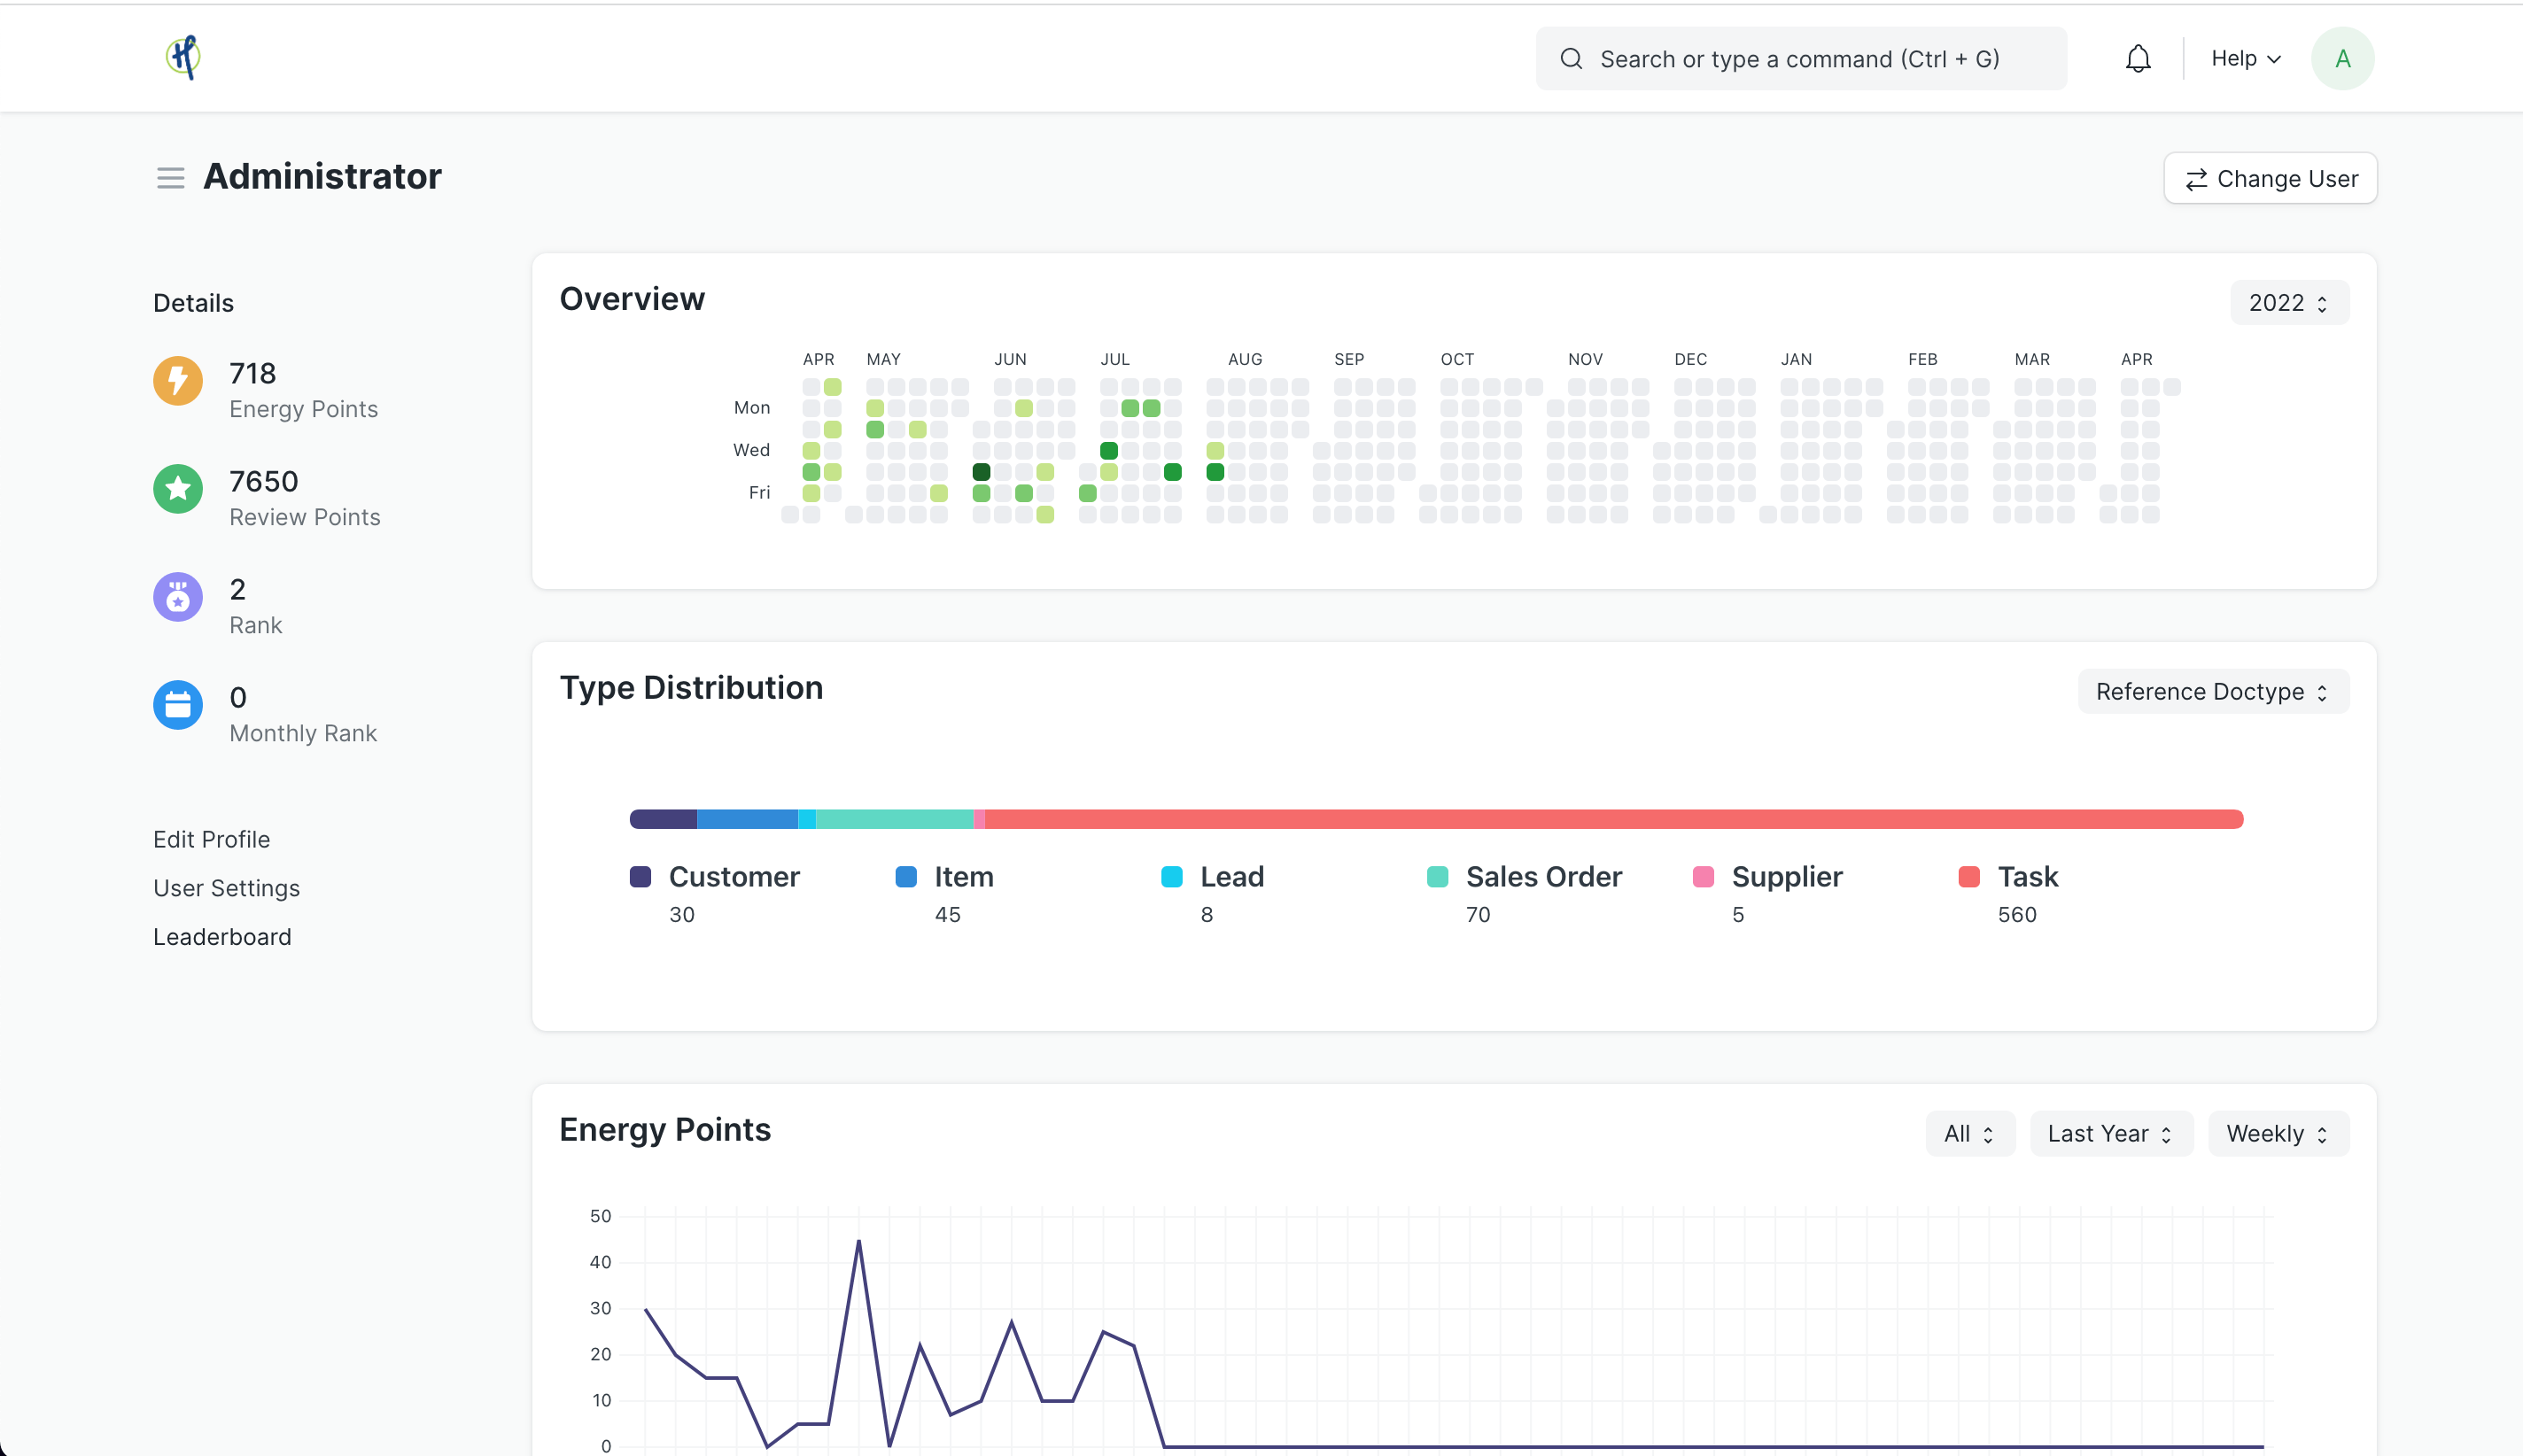 Search or type a command (Ctrl + G)
Help
A
Administrator
Change User
Details
718
Energy Points
7650
Review Points
2
Rank
0
Monthly Rank
Edit Profile
User Settings
Leaderboard
Overview
2022
APR MAY JUN JUL AUG SEP OCT NOV DEC JAN FEB MAR APR
Mon
Wed
Fri
Type Distribution
Reference Doctype
Customer Item Lead Sales Order Supplier Task
30 45 8 70 5 560
Energy Points
All Last Year Weekly
50
40
30
20
10
0